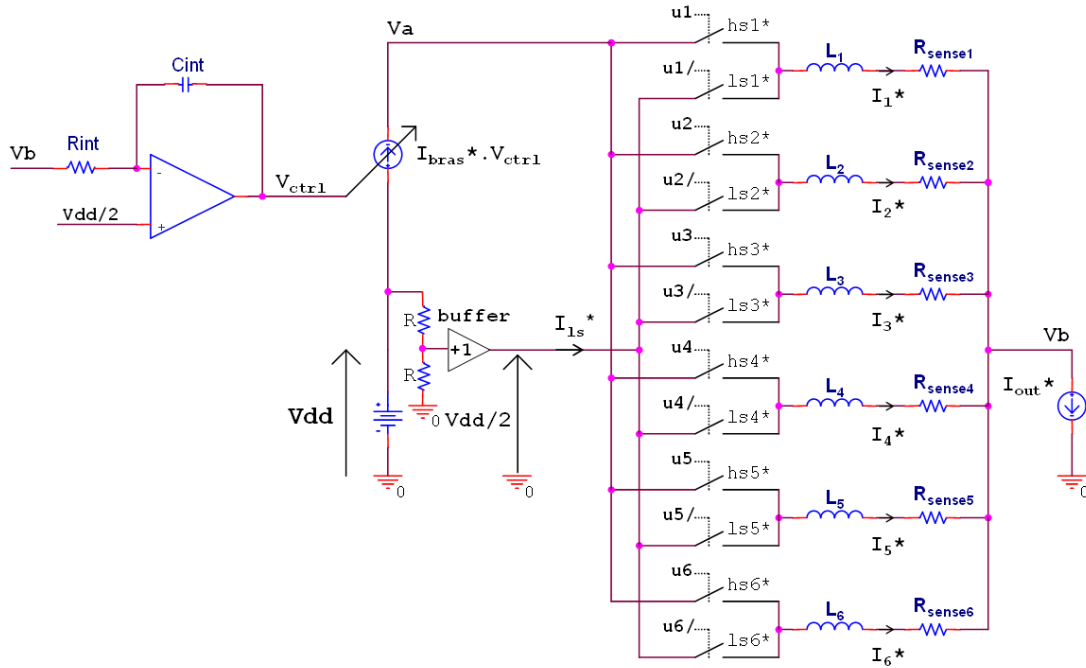 Va
Cint
Rint
Vb
-
+
Vdd/2
Vctrl
Ibras*.Vctrl
R
R
buffer
+1
Ils*
Vdd
+
-
0
0
Vdd/2
0
u1
hs1*
u1/
ls1*
L1
Rsense1
I1*
u2
hs2*
u2/
ls2*
L2
Rsense2
I2*
u3
hs3*
u3/
ls3*
L3
Rsense3
I3*
u4
hs4*
u4/
ls4*
L4
Rsense4
I4*
u5
hs5*
u5/
ls5*
L5
Rsense5
I5*
u6
hs6*
u6/
ls6*
L6
Rsense6
I6*
Vb
Iout*
0